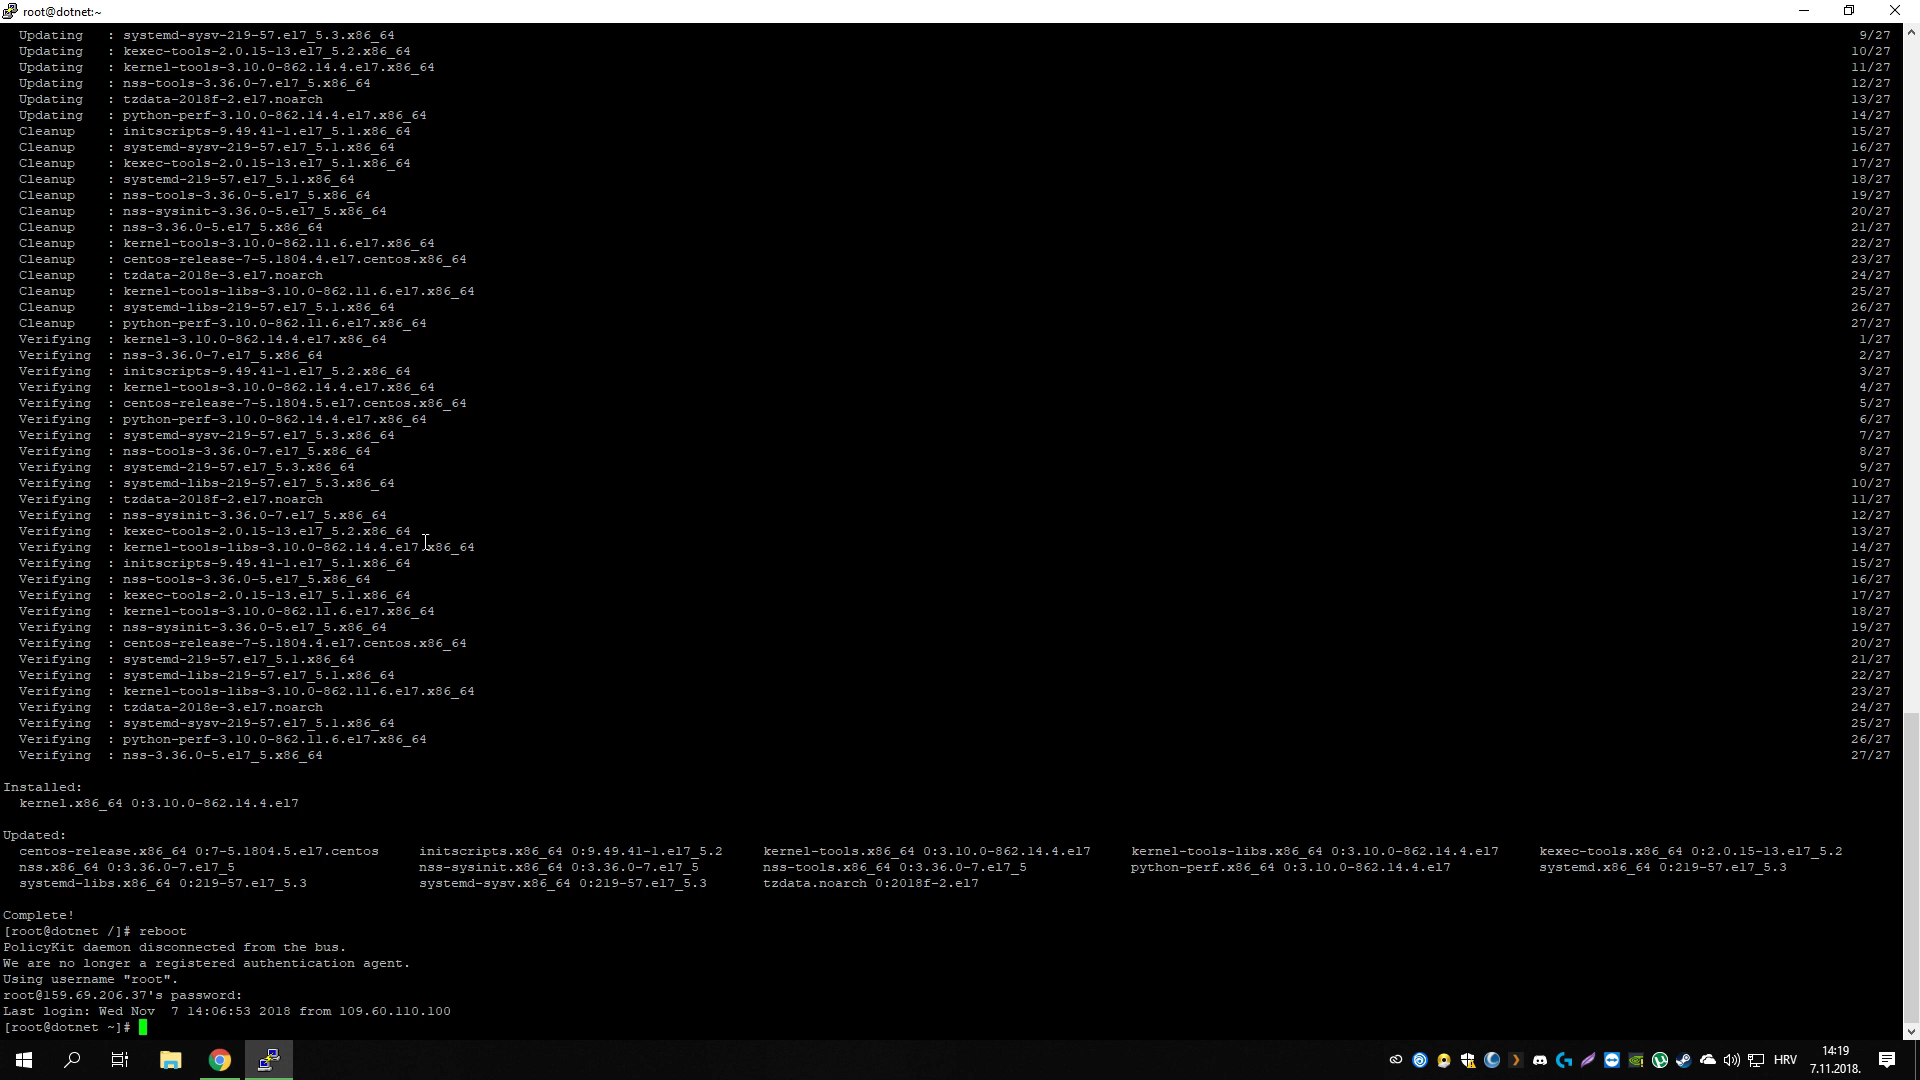 root@dotnet:~
Updating : systemd-sysv-219-57.el7_5.3.x86_64 9/27
Updating : kexec-tools-2.0.15-13.el7_5.2.x86_64 10/27
Updating : kernel-tools-3.10.0-862.14.4.el7.x86_64 11/27
Updating : nss-tools-3.36.0-7.el7_5.x86_64 12/27
Updating : tzdata-2018f-2.el7.noarch 13/27
Updating : python-perf-3.10.0-862.14.4.el7.x86_64 14/27
Cleanup : initscripts-9.49.41-1.el7_5.1.x86_64 15/27
Cleanup : systemd-sysv-219-57.el7_5.1.x86_64 16/27
Cleanup : kexec-tools-2.0.15-13.el7_5.1.x86_64 17/27
Cleanup : systemd-219-57.el7_5.1.x86_64 18/27
Cleanup : nss-tools-3.36.0-5.el7_5.x86_64 19/27
Cleanup : nss-sysinit-3.36.0-5.el7_5.x86_64 20/27
Cleanup : nss-3.36.0-5.el7_5.x86_64 21/27
Cleanup : kernel-tools-3.10.0-862.11.6.el7.x86_64 22/27
Cleanup : centos-release-7-5.1804.4.el7.centos.x86_64 23/27
Cleanup : tzdata-2018e-3.el7.noarch 24/27
Cleanup : kernel-tools-libs-3.10.0-862.11.6.el7.x86_64 25/27
Cleanup : systemd-libs-219-57.el7_5.1.x86_64 26/27
Cleanup : python-perf-3.10.0-862.11.6.el7.x86_64 27/27
Verifying : kernel-3.10.0-862.14.4.el7.x86_64 1/27
Verifying : nss-3.36.0-7.el7_5.x86_64 2/27
Verifying : initscripts-9.49.41-1.el7_5.2.x86_64 3/27
Verifying : kernel-tools-3.10.0-862.14.4.el7.x86_64 4/27
Verifying : centos-release-7-5.1804.5.el7.centos.x86_64 5/27
Verifying : python-perf-3.10.0-862.14.4.el7.x86_64 6/27
Verifying : systemd-sysv-219-57.el7_5.3.x86_64 7/27
Verifying : nss-tools-3.36.0-7.el7_5.x86_64 8/27
Verifying : systemd-219-57.el7_5.3.x86_64 9/27
Verifying : systemd-libs-219-57.el7_5.3.x86_64 10/27
Verifying : tzdata-2018f-2.el7.noarch 11/27
Verifying : nss-sysinit-3.36.0-7.el7_5.x86_64 12/27
Verifying : kexec-tools-2.0.15-13.el7_5.2.x86_64 13/27
Verifying : kernel-tools-libs-3.10.0-862.14.4.el7.x86_64 14/27
Verifying : initscripts-9.49.41-1.el7_5.1.x86_64 15/27
Verifying : nss-tools-3.36.0-5.el7_5.x86_64 16/27
Verifying : kexec-tools-2.0.15-13.el7_5.1.x86_64 17/27
Verifying : kernel-tools-3.10.0-862.11.6.el7.x86_64 18/27
Verifying : nss-sysinit-3.36.0-5.el7_5.x86_64 19/27
Verifying : centos-release-7-5.1804.4.el7.centos.x86_64 20/27
Verifying : systemd-219-57.el7_5.1.x86_64 21/27
Verifying : systemd-libs-219-57.el7_5.1.x86_64 22/27
Verifying : kernel-tools-libs-3.10.0-862.11.6.el7.x86_64 23/27
Verifying : tzdata-2018e-3.el7.noarch 24/27
Verifying : systemd-sysv-219-57.el7_5.1.x86_64 25/27
Verifying : python-perf-3.10.0-862.11.6.el7.x86_64 26/27
Verifying : nss-3.36.0-5.el7_5.x86_64 27/27
Installed:
kernel.x86_64 0:3.10.0-862.14.4.el7
Updated:
centos-release.x86_64 0:7-5.1804.5.el7.centos initscripts.x86_64 0:9.49.41-1.el7_5.2 kernel-tools.x86_64 0:3.10.0-862.14.4.el7 kernel-tools-libs.x86_64 0:3.10.0-862.14.4.el7 kexec-tools.x86_64 0:2.0.15-13.el7_5.2
nss.x86_64 0:3.36.0-7.el7_5 nss-sysinit.x86_64 0:3.36.0-7.el7_5 nss-tools.x86_64 0:3.36.0-7.el7_5 python-perf.x86_64 0:3.10.0-862.14.4.el7 systemd.x86_64 0:219-57.el7_5.3
systemd-libs.x86_64 0:219-57.el7_5.3 systemd-sysv.x86_64 0:219-57.el7_5.3 tzdata.noarch 0:2018f-2.el7
Complete!
[root@dotnet /]# reboot
PolicyKit daemon disconnected from the bus.
We are no longer a registered authentication agent.
Using username "root".
root@159.69.206.37's password:
Last login: Wed Nov  7 14:06:53 2018 from 109.60.110.100
[root@dotnet ~]#
HRV
14:19
7.11.2018.